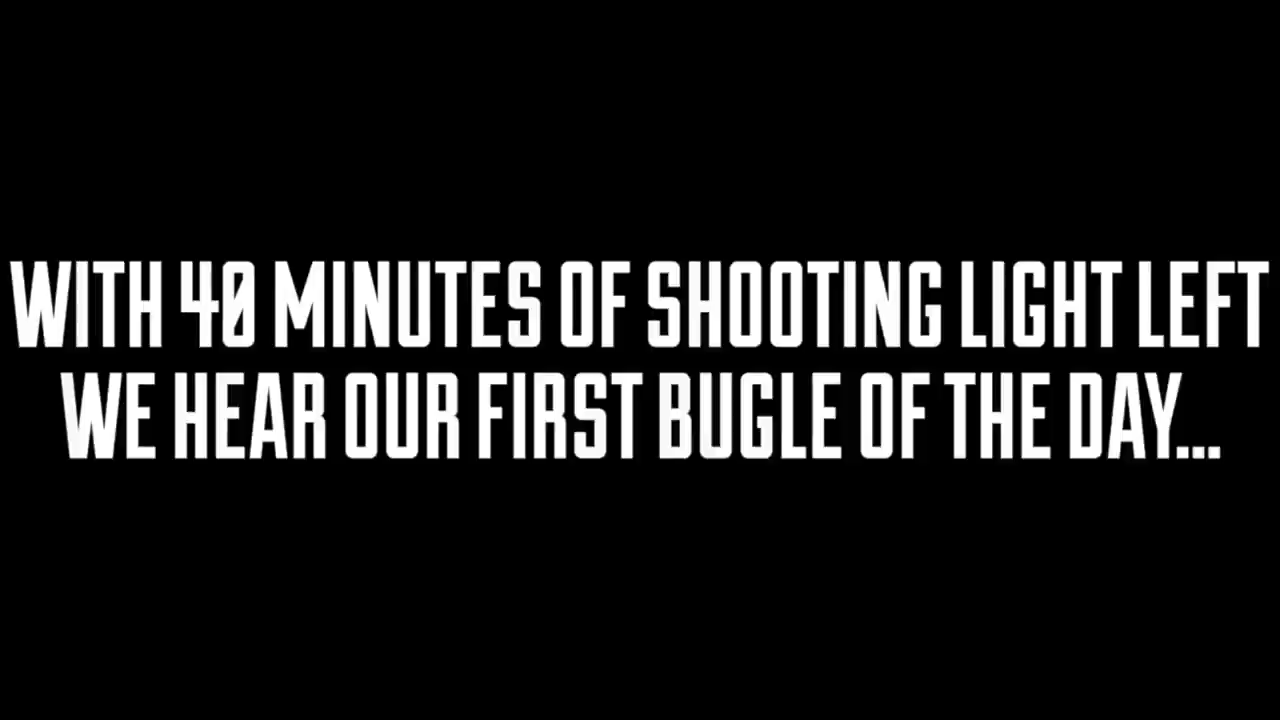 WITH 40 MINUTES OF SHOOTING LIGHT LEFT
WE HEAR OUR FIRST BUGLE OF THE DAY...